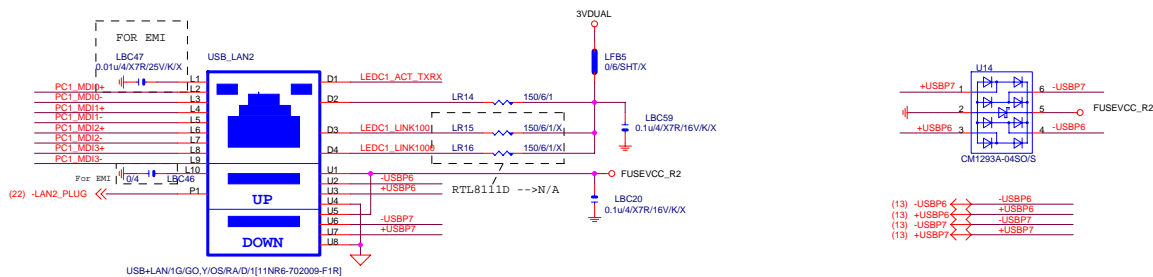 FOR EMI
LBC47
0.01u/4/X7R/25V/K/X
USB_LAN2
3VDUAL
LFB5
0/6/SHT/X
PC1_MDI0+
PC1_MDI0-
PC1_MDI1+
PC1_MDI1-
PC1_MDI2+
PC1_MDI2-
PC1_MDI3+
PC1_MDI3-
L1
L2
L3
L4
L5
L6
L7
L8
L9
L10
P1
For EMI
0/4
LBC46
(22) -LAN2_PLUG
UP
DOWN
D1
D2
D3
D4
U1
U2
U3
U4
U5
U6
U7
U8
LEDC1_ACT_TXRX
LR14 150/6/1
LEDC1_LINK100
LR15 150/6/1/X
LEDC1_LINK1000
LR16 150/6/1/X
RTL8111D -->N/A
LBC59
0.1u/4/X7R/16V/K/X
FUSEVCC_R2
-USBP6
+USBP6
LBC20
0.1u/4/X7R/16V/K/X
-USBP7
+USBP7
USB+LAN/1G/GO,Y/OS/RA/D/1[11NR6-702009-F1R]
U14
+USBP7 1 6 -USBP7
2 5 FUSEVCC_R2
+USBP6 3 4 -USBP6
CM1293A-04SO/S
(13) -USBP6 -USBP6
(13) +USBP6 +USBP6
(13) -USBP7 -USBP7
(13) +USBP7 +USBP7